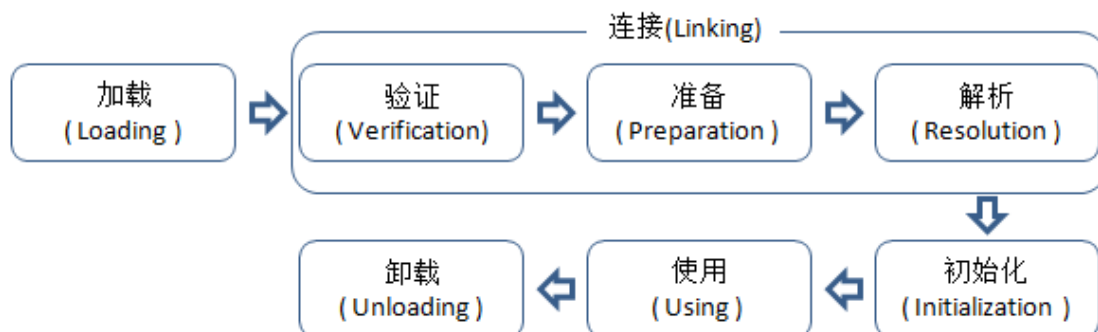 连接(Linking)
加载
( Loading )
验证
( Verification)
准备
( Preparation )
解析
( Resolution )
卸载
( Unloading )
使用
( Using )
初始化
( Initialization )